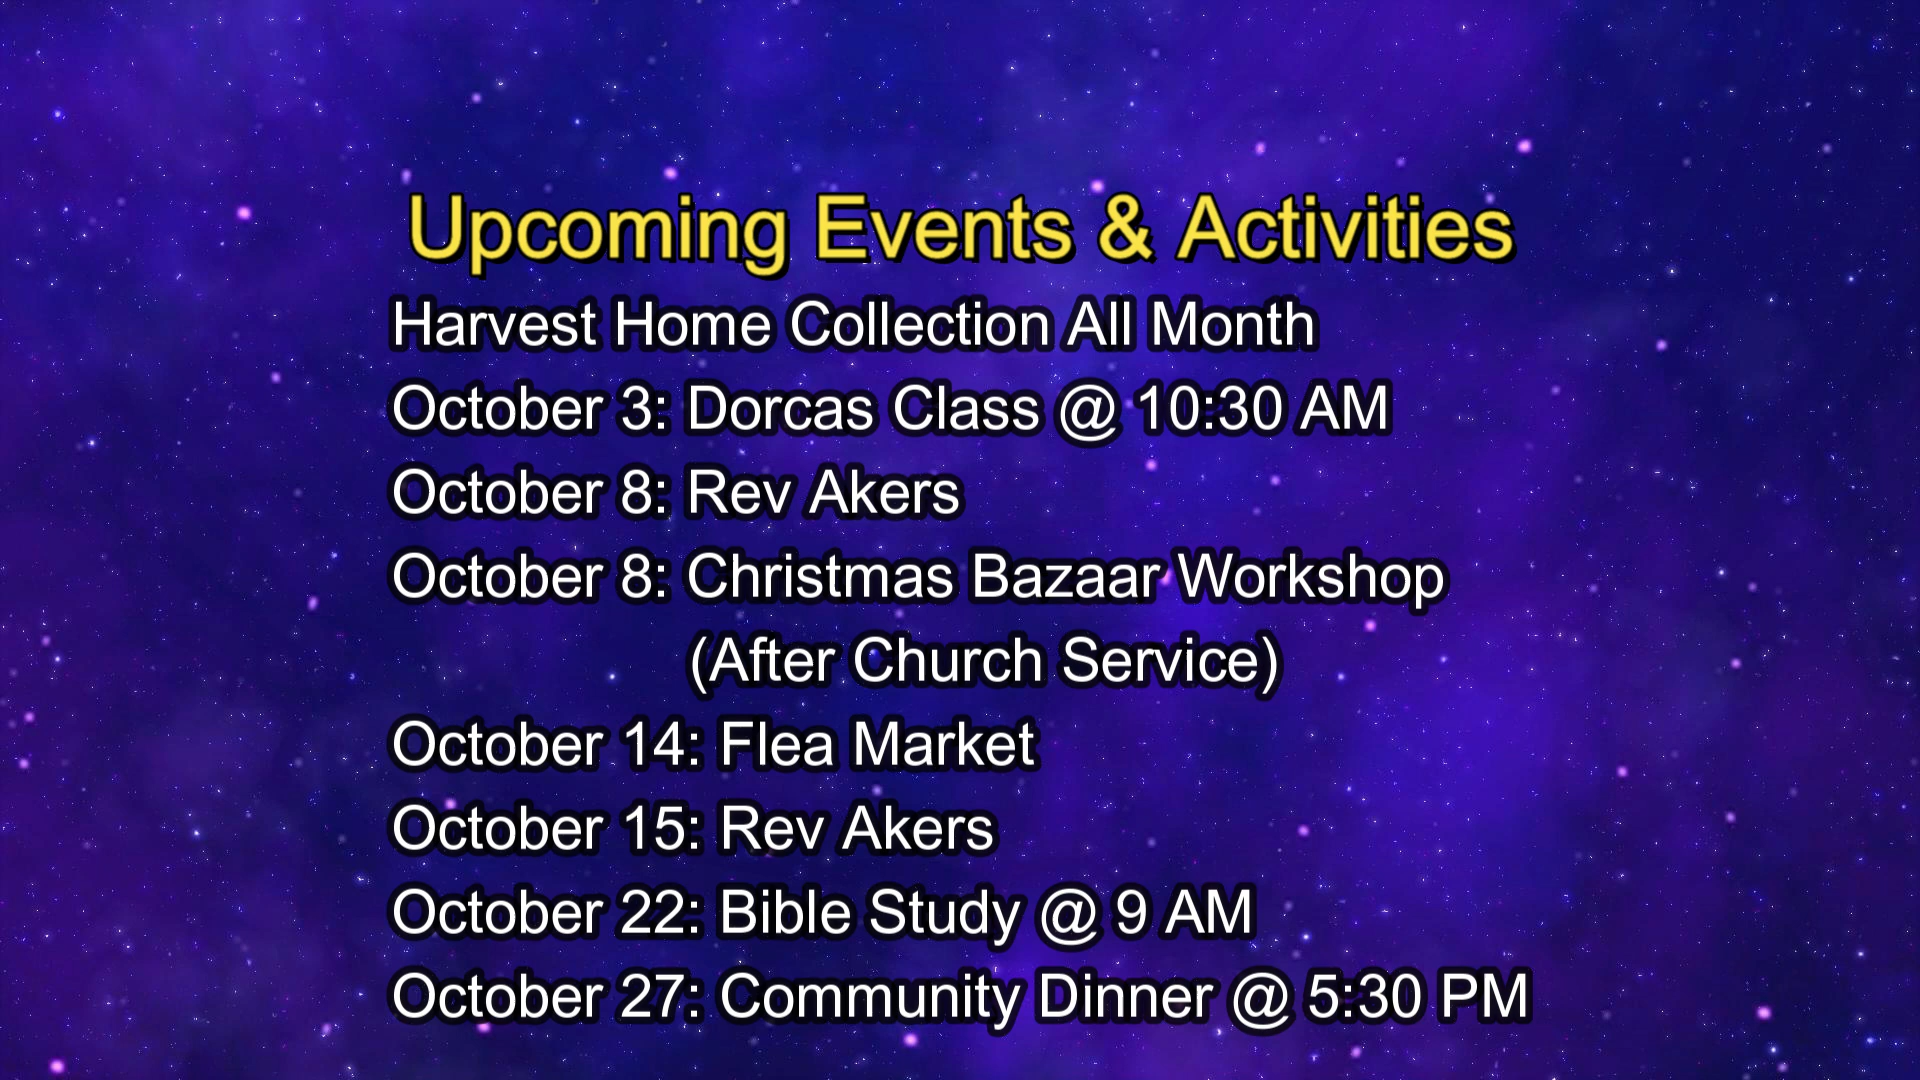 Upcoming Events & Activities
Harvest Home Collection All Month
October 3: Dorcas Class @ 10:30 AM
October 8: Rev Akers
October 8: Christmas Bazaar Workshop
(After Church Service)
October 14: Flea Market
October 15: Rev Akers
October 22: Bible Study @ 9 AM
October 27: Community Dinner @ 5:30 PM